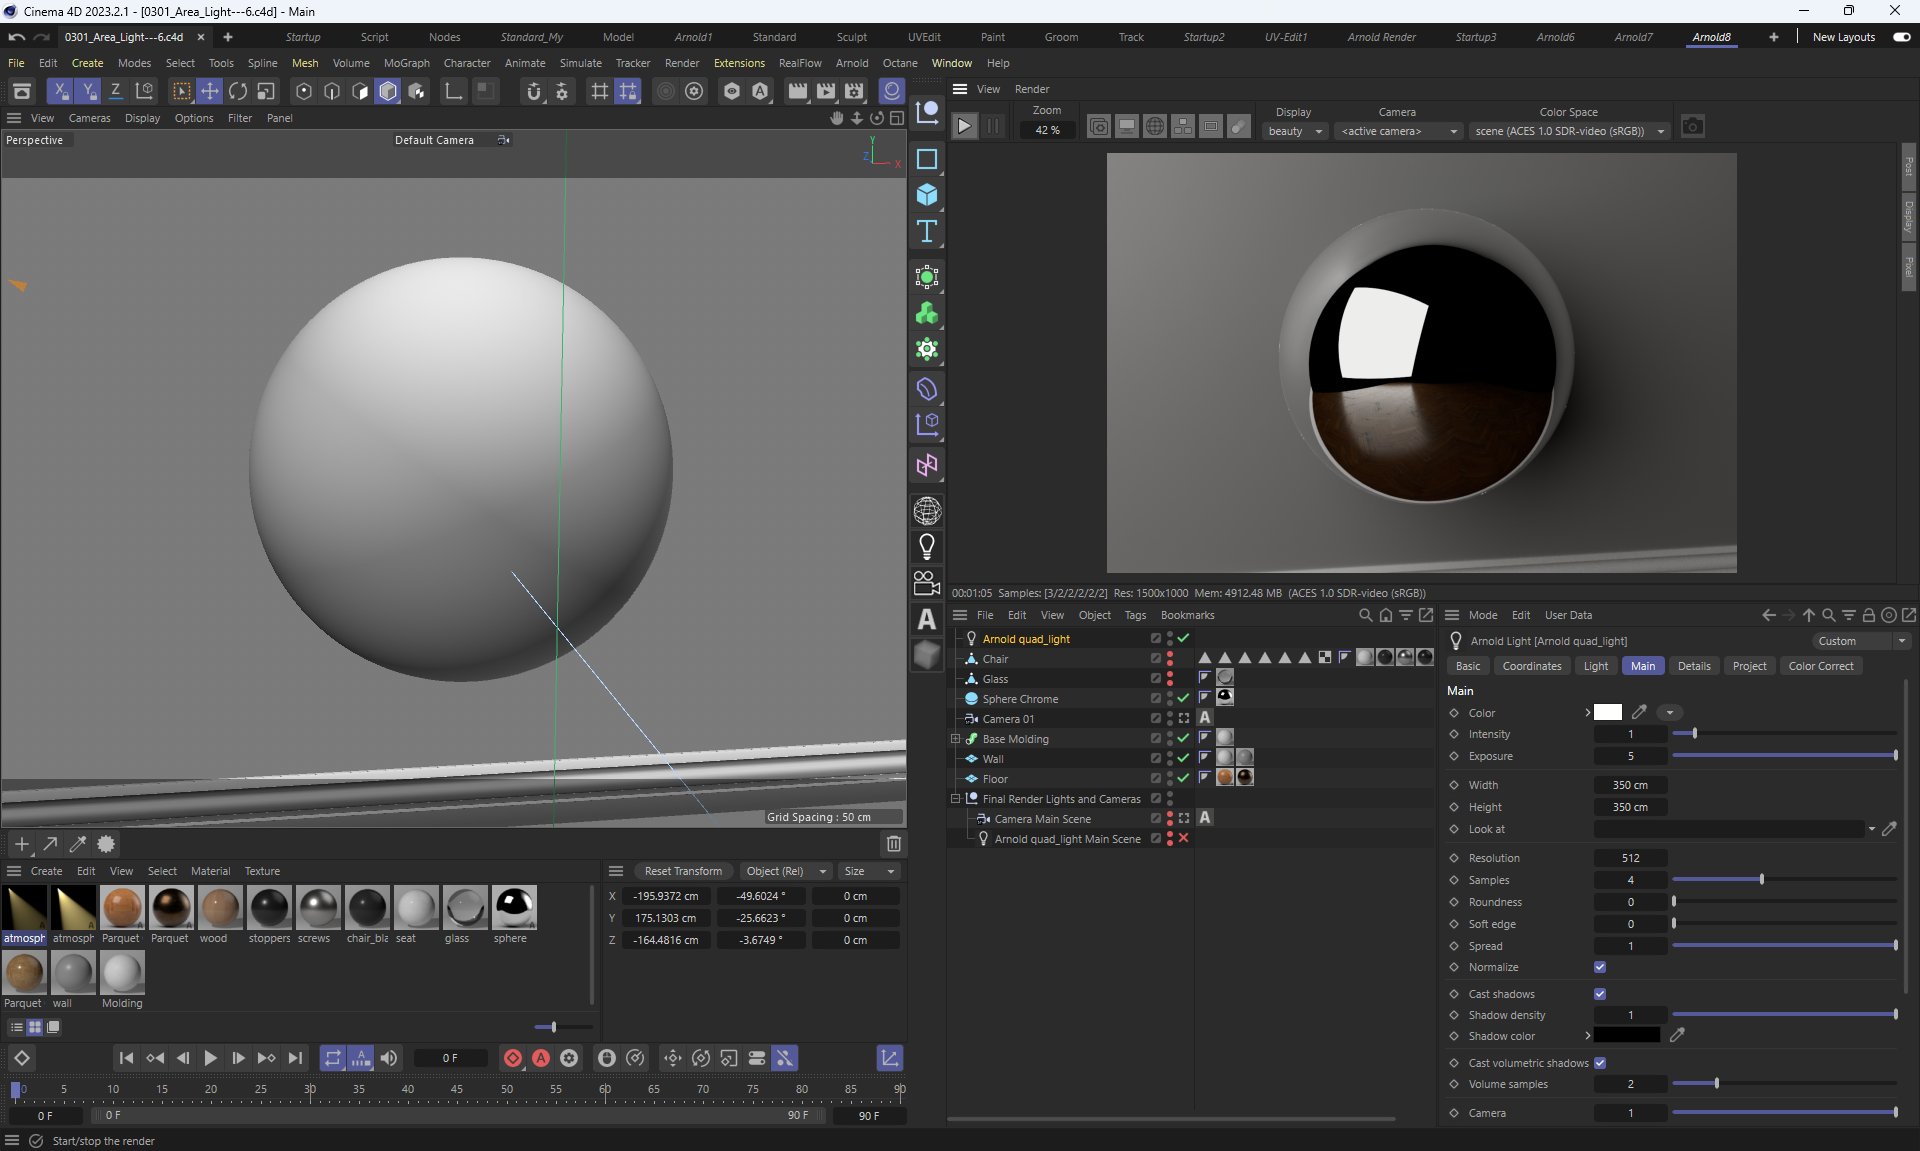 Cinema 4D 2023.2.1 - [0301_Area_Light---6.c4d] - Main
0301_Area_Light---6.c4d × + Startup Script Nodes Standard_My Model Arnold1 Standard Sculpt UVEdit Paint Groom Track Startup2 UV-Edit1 Arnold Render Startup3 Arnold6 Arnold7 Arnold8 + New Layouts
File Edit Create Modes Select Tools Spline Mesh Volume MoGraph Character Animate Simulate Tracker Render Extensions RealFlow Arnold Octane Window Help
View Cameras Display Options Filter Panel
Perspective
Default Camera
Y
Z
X
Grid Spacing : 50 cm
View Render
Zoom Display Camera Color Space
42 % beauty <active camera> scene (ACES 1.0 SDR-video (sRGB))
Post
Display
Pixel
00:01:05 Samples: [3/2/2/2/2/2] Res: 1500x1000 Mem: 4912.48 MB (ACES 1.0 SDR-video (sRGB))
File Edit View Object Tags Bookmarks
Arnold quad_light
Chair
Glass
Sphere Chrome
Camera 01
Base Molding
Wall
Floor
Final Render Lights and Cameras
Camera Main Scene
Arnold quad_light Main Scene
Mode Edit User Data
Arnold Light [Arnold quad_light]
Custom
Basic Coordinates Light Main Details Project Color Correct
Main
Color
Intensity 1
Exposure 5
Width 350 cm
Height 350 cm
Look at
Resolution 512
Samples 4
Roundness 0
Soft edge 0
Spread 1
Normalize
Cast shadows
Shadow density 1
Shadow color
Cast volumetric shadows
Volume samples 2
Camera 1
Create Edit View Select Material Texture
atmosph atmosph Parquet Parquet wood stoppers screws chair_bla seat glass sphere
Parquet wall Molding
Reset Transform Object (Rel) Size
X -195.9372 cm -49.6024 ° 0 cm
Y 175.1303 cm -25.6623 ° 0 cm
Z -164.4816 cm -3.6749 ° 0 cm
0 F
0 5 10 15 20 25 30 35 40 45 50 55 60 65 70 75 80 85 90
0 F 0 F 90 F 90 F
Start/stop the render